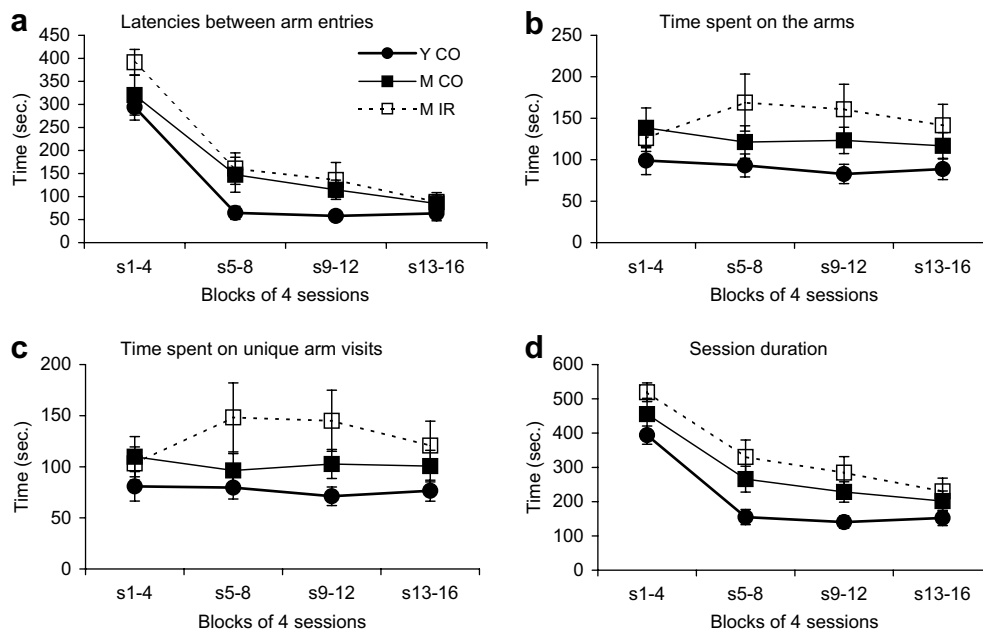 a Latencies between arm entries
450
400
350
300
250
200
150
100
50
0
Time (sec.)
Y CO
M CO
M IR
s1-4 s5-8 s9-12 s13-16
Blocks of 4 sessions
b Time spent on the arms
250
200
150
100
50
0
Time (sec.)
s1-4 s5-8 s9-12 s13-16
Blocks of 4 sessions
c Time spent on unique arm visits
200
150
100
50
0
Time (sec.)
s1-4 s5-8 s9-12 s13-16
Blocks of 4 sessions
d Session duration
600
500
400
300
200
100
0
Time (sec.)
s1-4 s5-8 s9-12 s13-16
Blocks of 4 sessions